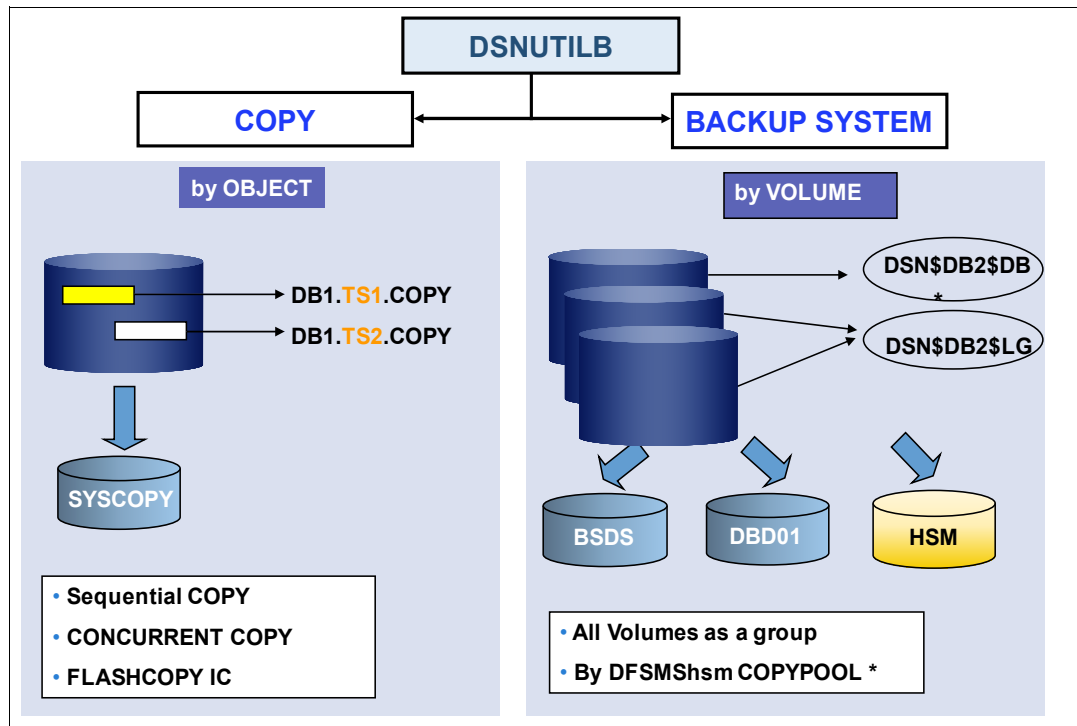 DSNUTILB
COPY
BACKUP SYSTEM
by OBJECT
DB1.TS1.COPY
DB1.TS2.COPY
SYSCOPY
• Sequential COPY
• CONCURRENT COPY
• FLASHCOPY IC
by VOLUME
DSN$DB2$DB
*
DSN$DB2$LG
BSDS
DBD01
HSM
• All Volumes as a group
• By DFSMShsm COPYPOOL *